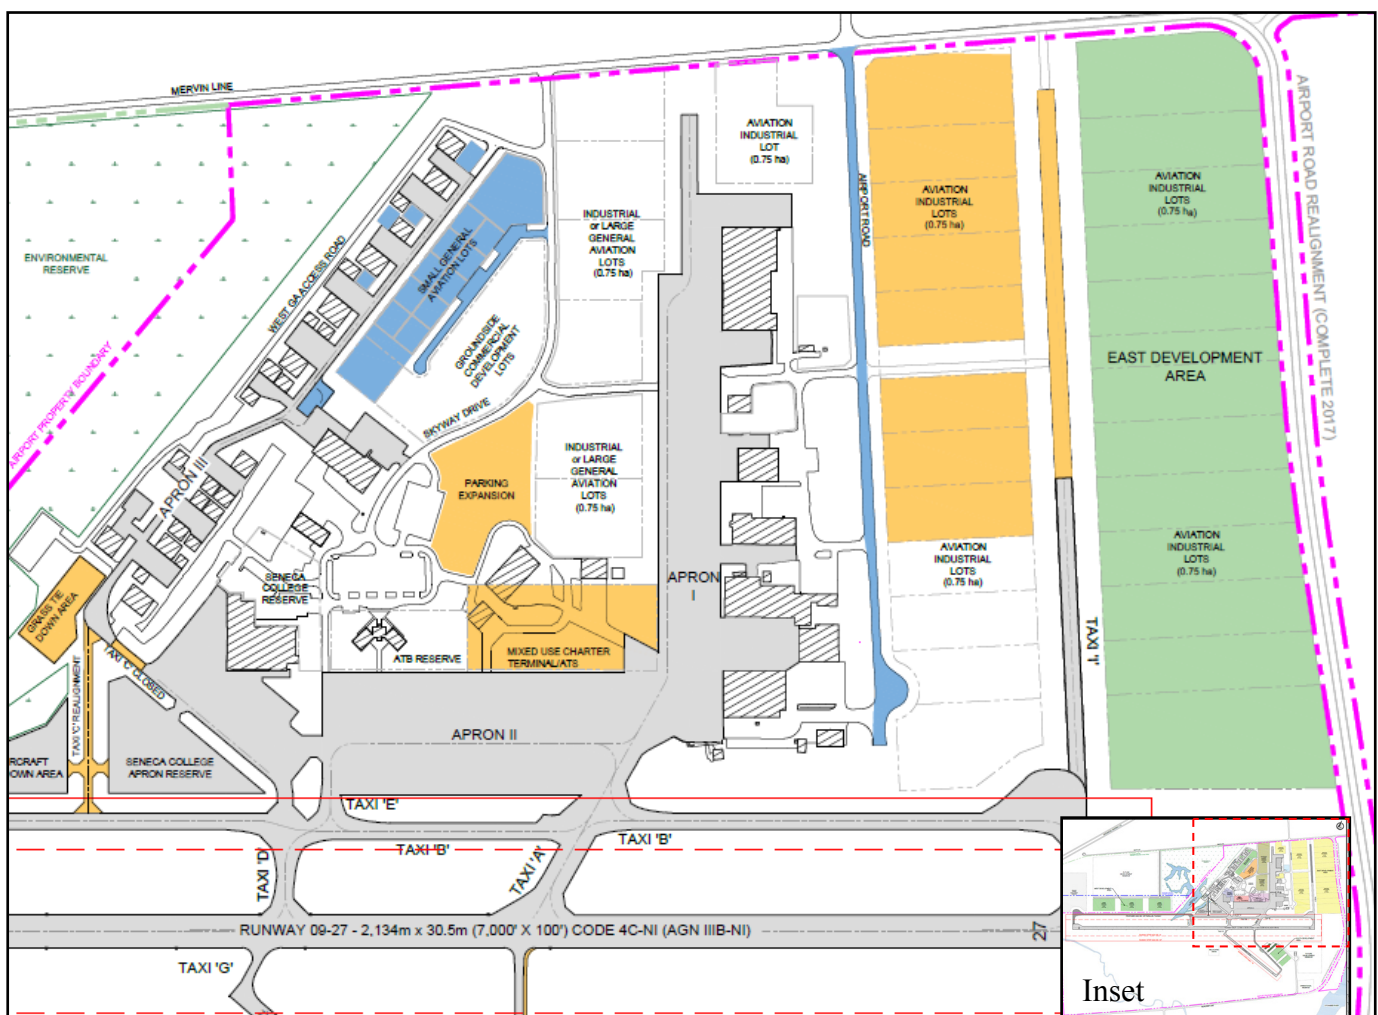 MERVIN LINE
AIRPORT ROAD REALIGNMENT (COMPLETE 2017)
AVIATION
INDUSTRIAL
LOT
(0.75 ha)
AIRPORT ROAD
AVIATION
INDUSTRIAL
LOTS
(0.75 ha)
AVIATION
INDUSTRIAL
LOTS
(0.75 ha)
INDUSTRIAL
or LARGE
GENERAL
AVIATION
LOTS
(0.75 ha)
SMALL GENERAL
AVIATION LOTS
WEST GA ACCESS ROAD
ENVIRONMENTAL
RESERVE
GROUNDSIDE
COMMERCIAL
DEVELOPMENT
LOTS
EAST DEVELOPMENT
AREA
AIRPORT PROPERTY BOUNDARY
SKYWAY DRIVE
APRON III
PARKING
EXPANSION
INDUSTRIAL
or LARGE
GENERAL
AVIATION
LOTS
(0.75 ha)
AVIATION
INDUSTRIAL
LOTS
(0.75 ha)
AVIATION
INDUSTRIAL
LOTS
(0.75 ha)
SENECA
COLLEGE
RESERVE
APRON
I
GRASS TIE
DOWN AREA
TAXI 'I'
ATB RESERVE
MIXED USE CHARTER
TERMINAL/ATS
TAXI 'C' CLOSED
TAXI 'C' REALIGNMENT
APRON II
RCRAFT
OWN AREA
SENECA COLLEGE
APRON RESERVE
TAXI 'E'
TAXI 'B'
TAXI 'B'
TAXI 'D'
TAXI 'A'
RUNWAY 09-27 - 2,134m x 30.5m (7,000' X 100') CODE 4C-NI (AGN IIIB-NI)
27
TAXI 'G'
Inset